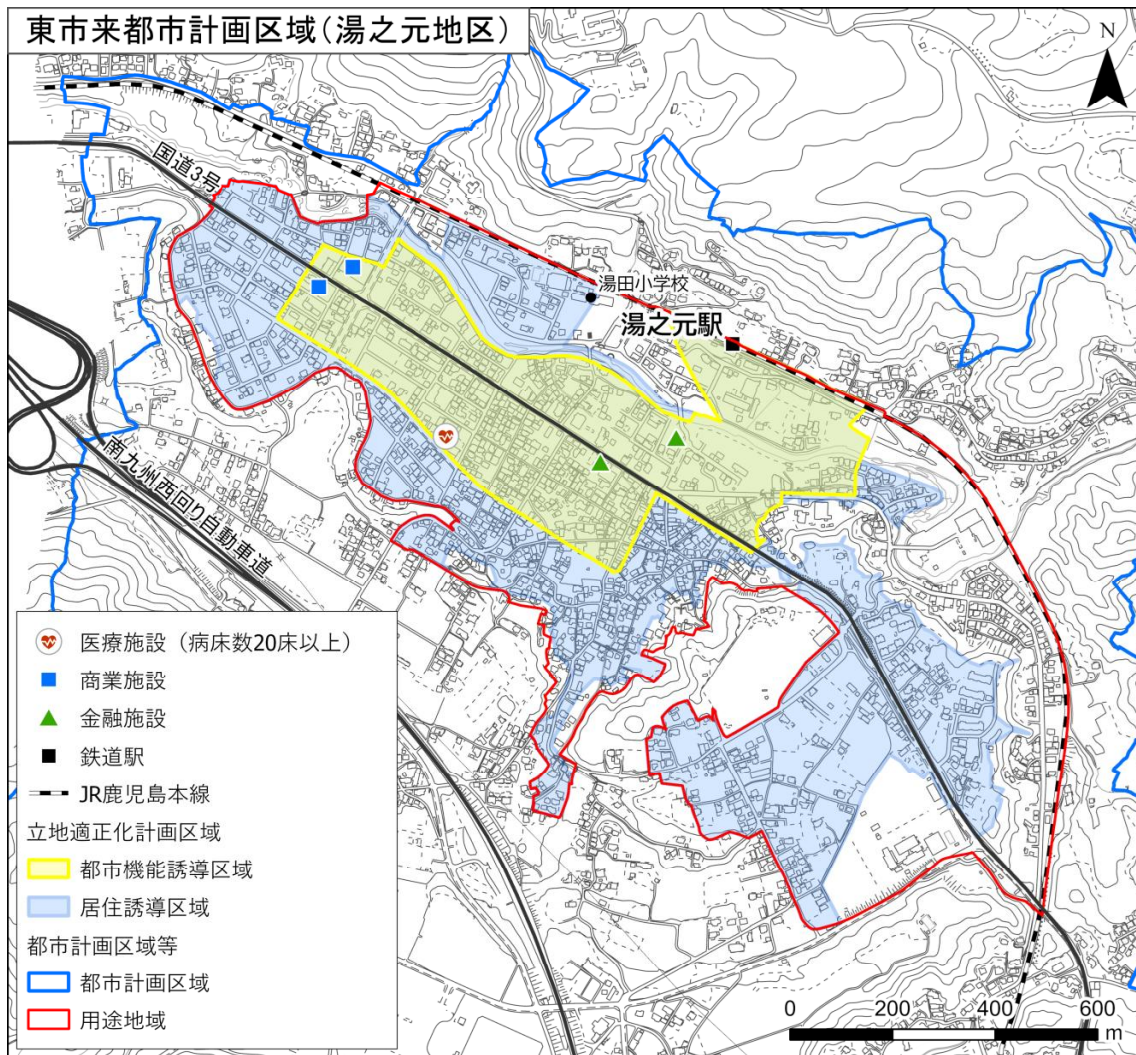 東市来都市計画区域（湯之元地区）
N
国道3号
湯田小学校
湯之元駅
南九州西回り自動車道
医療施設（病床数20床以上）
商業施設
金融施設
鉄道駅
JR鹿児島本線
立地適正化計画区域
都市機能誘導区域
居住誘導区域
都市計画区域等
都市計画区域
用途地域
0 200 400 600
m